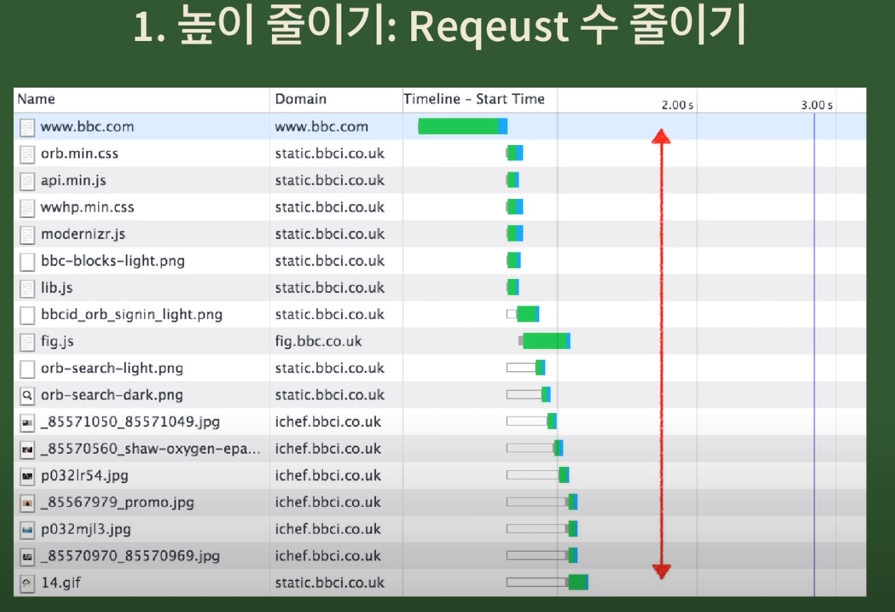 1. 높이 줄이기: Reqeust 수 줄이기
Name Domain Timeline – Start Time 2.00 s 3.00 s
www.bbc.com www.bbc.com
orb.min.css static.bbci.co.uk
api.min.js static.bbci.co.uk
wwhp.min.css static.bbci.co.uk
modernizr.js static.bbci.co.uk
bbc-blocks-light.png static.bbci.co.uk
lib.js static.bbci.co.uk
bbcid_orb_signin_light.png static.bbci.co.uk
fig.js fig.bbc.co.uk
orb-search-light.png static.bbci.co.uk
orb-search-dark.png static.bbci.co.uk
_85571050_85571049.jpg ichef.bbci.co.uk
_85570560_shaw-oxygen-epa... ichef.bbci.co.uk
p032lr54.jpg ichef.bbci.co.uk
_85567979_promo.jpg ichef.bbci.co.uk
p032mjl3.jpg ichef.bbci.co.uk
_85570970_85570969.jpg ichef.bbci.co.uk
14.gif static.bbci.co.uk